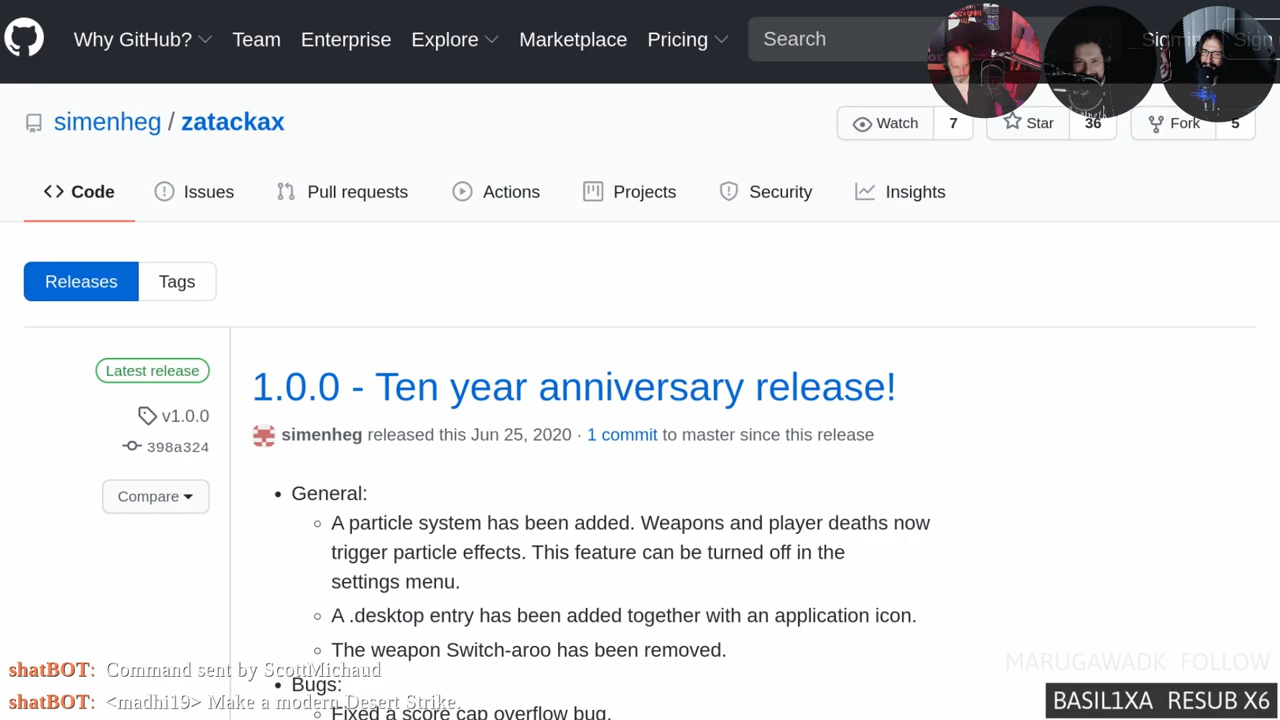 Why GitHub? Team Enterprise Explore Marketplace Pricing Search Sign
simenheg / zatackax
Watch 7 Star 36 Fork 5
Code Issues Pull requests Actions Projects Security Insights
Releases Tags
Latest release
1.0.0 - Ten year anniversary release!
v1.0.0
simenheg released this Jun 25, 2020 · 1 commit to master since this release
398a324
Compare
• General:
A particle system has been added. Weapons and player deaths now
trigger particle effects. This feature can be turned off in the
settings menu.
A .desktop entry has been added together with an application icon.
The weapon Switch-aroo has been removed.
shatBOT: Command sent by ScottMichaud
MARUGAWADK FOLLOW
• Bugs:
shatBOT: <madhi19> Make a modern Desert Strike.
BASIL1XA RESUB X6
Fixed a score cap overflow bug.